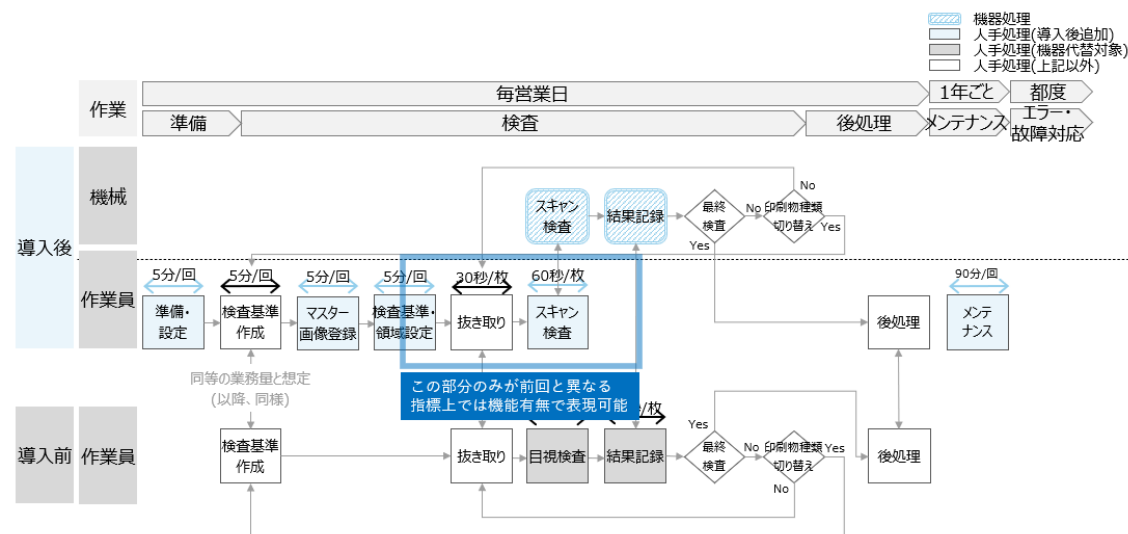 機器処理
人手処理(導入後追加)
人手処理(機器代替対象)
人手処理(上記以外)
作業
毎営業日
1年ごと
都度
準備
検査
後処理
メンテナンス
エラー・
故障対応
導入後
機械
スキャン
検査
結果記録
最終
検査
No
Yes
印刷物種類
切り替え
No
Yes
作業員
5分/回
5分/回
5分/回
5分/回
30秒/枚
60秒/枚
90分/回
準備・
設定
検査基準
作成
マスター
画像登録
検査基準・
領域設定
抜き取り
スキャン
検査
後処理
メンテ
ナンス
同等の業務量と想定
(以降、同様)
この部分のみが前回と異なる
指標上では機能有無で表現可能
/枚
導入前
作業員
検査基準
作成
抜き取り
目視検査
結果記録
Yes
最終
検査
No
印刷物種類
切り替え
Yes
No
後処理